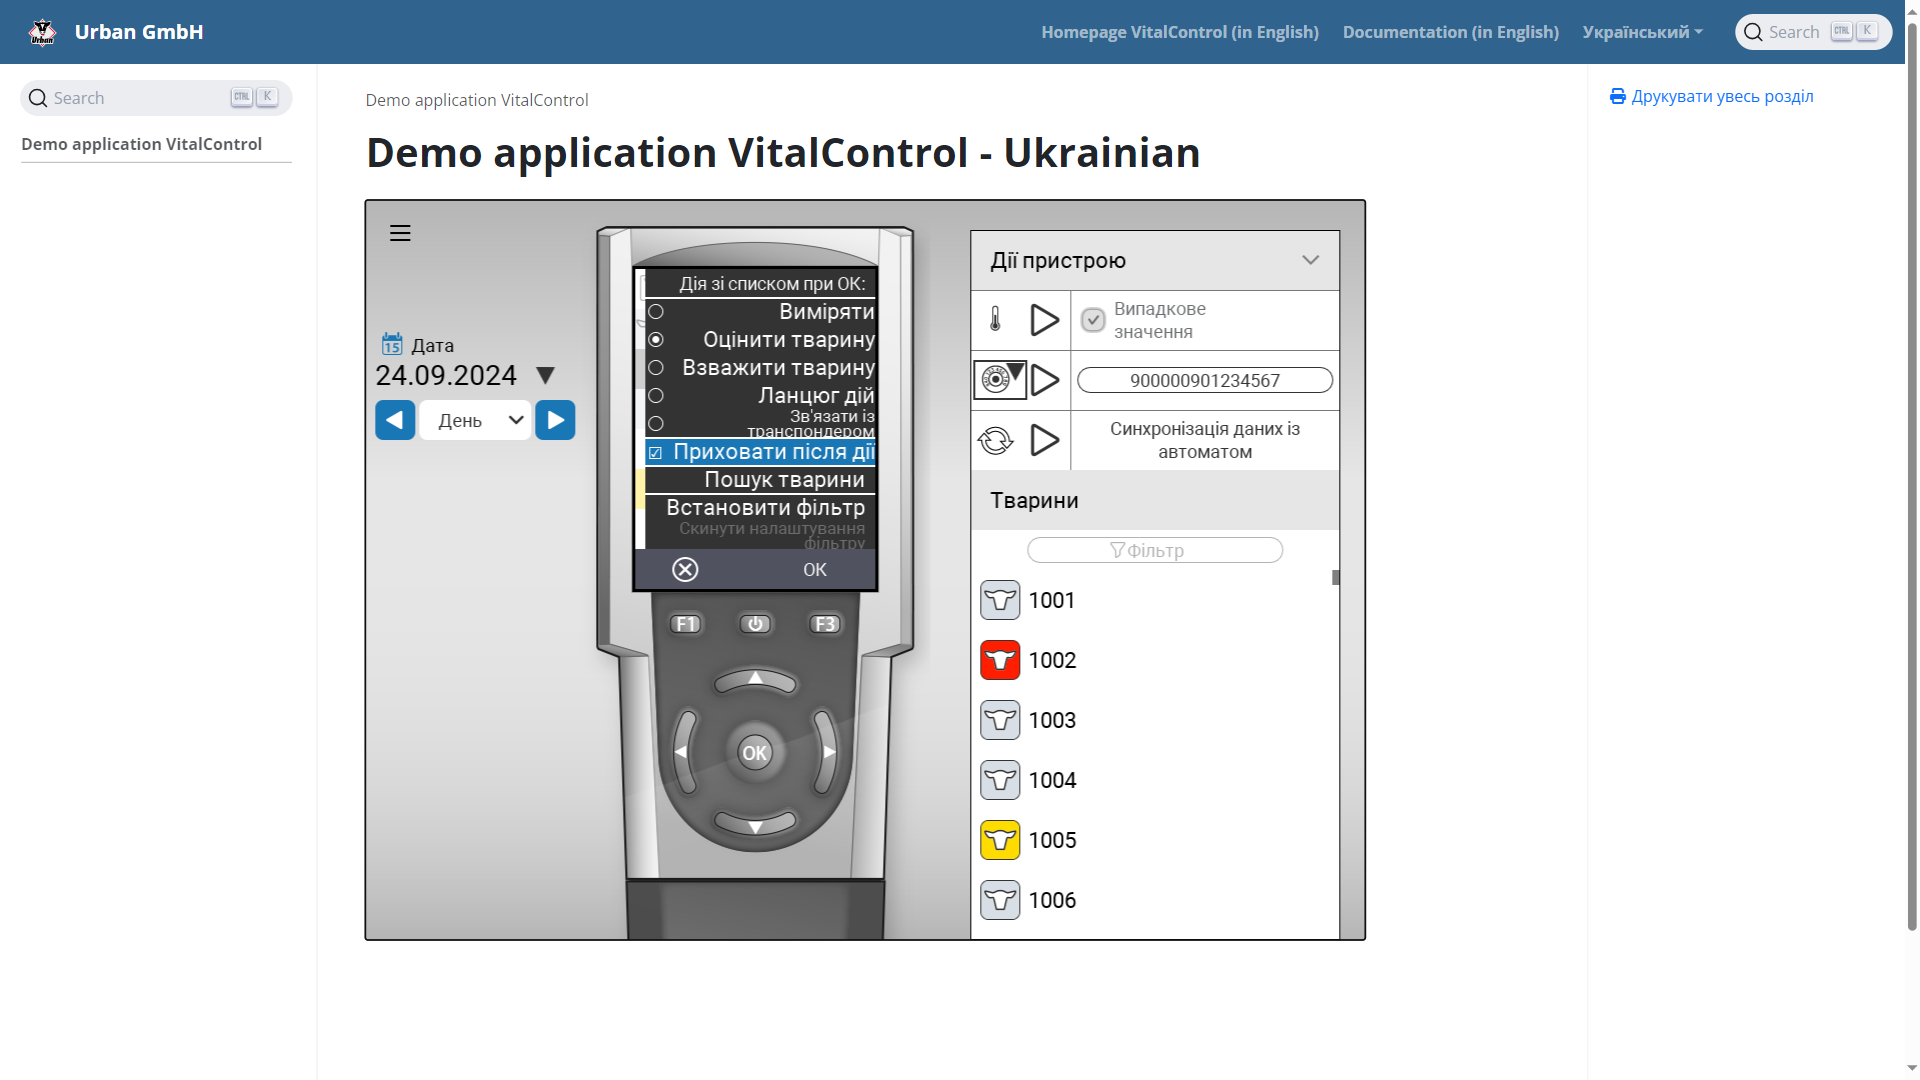 Urban GmbH
Homepage VitalControl (in English)
Documentation (in English)
Український
Search CTRL K
Search CTRL K
Demo application VitalControl
Demo application VitalControl
Demo application VitalControl - Ukrainian
Друкувати увесь розділ
15 Дата
24.09.2024
День
Дія зі списком при ОК:
Виміряти
Оцінити тварину
Зважити тварину
Ланцюг дій
Зв'язати із
транспондером
Приховати після дії
Пошук тварини
Встановити фільтр
Скинути налаштування
фільтру
OK
F1
F3
OK
Дії пристрою
Випадкове
значення
900000901234567
Синхронізація даних із
автоматом
Тварини
Фільтр
1001
1002
1003
1004
1005
1006